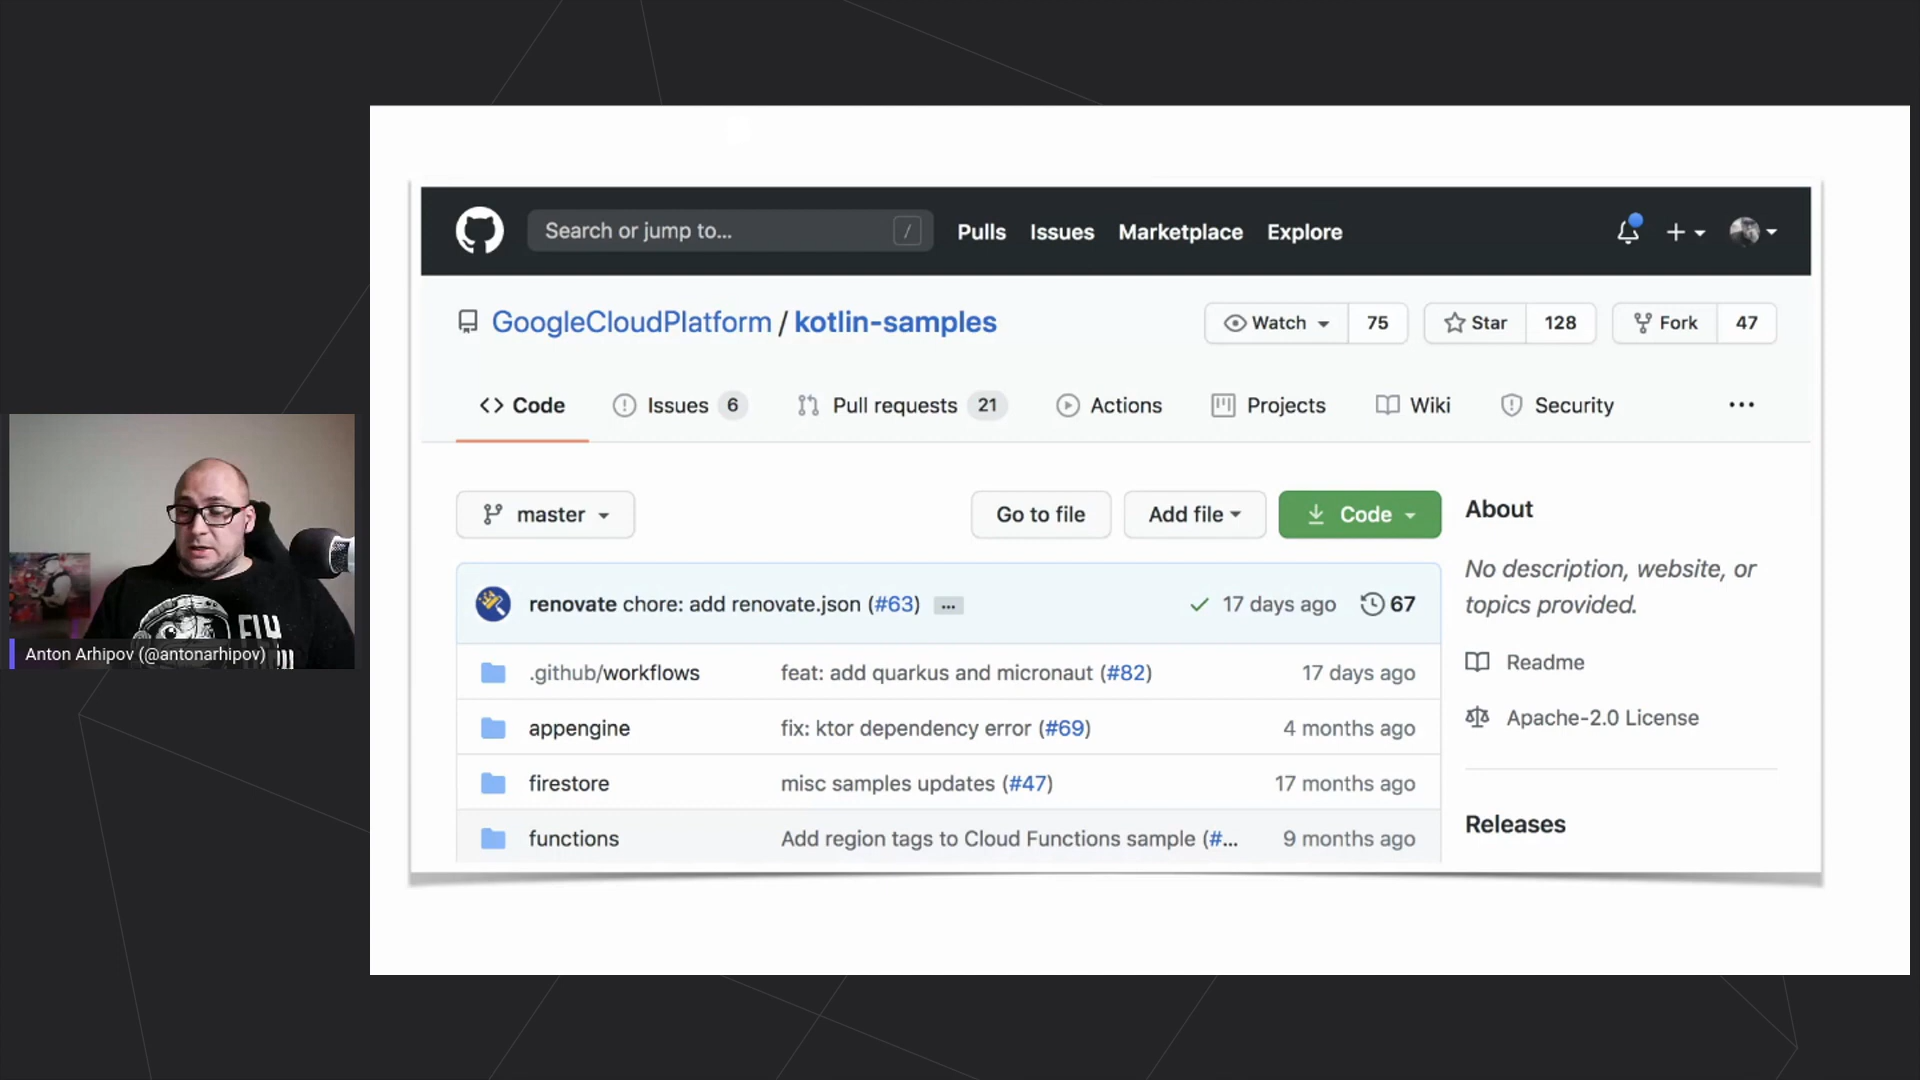 Search or jump to... /
Pulls Issues Marketplace Explore
GoogleCloudPlatform / kotlin-samples
Watch 75 Star 128 Fork 47
Code Issues 6 Pull requests 21 Actions Projects Wiki Security ...
master Go to file Add file Code
About
No description, website, or
topics provided.
Readme
Apache-2.0 License
Releases
renovate chore: add renovate.json (#63) ... 17 days ago 67
.github/workflows feat: add quarkus and micronaut (#82) 17 days ago
appengine fix: ktor dependency error (#69) 4 months ago
firestore misc samples updates (#47) 17 months ago
functions Add region tags to Cloud Functions sample (#... 9 months ago
FLY
Anton Arhipov (@antonarhipov)